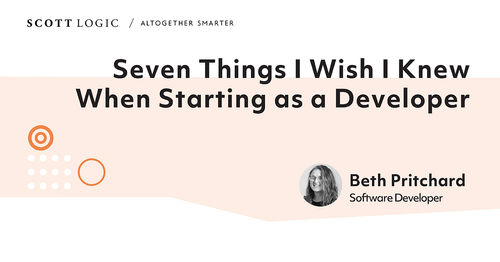 SCOTT LOGIC / ALTOGETHER SMARTER
Seven Things I Wish I Knew
When Starting as a Developer
Beth Pritchard
Software Developer